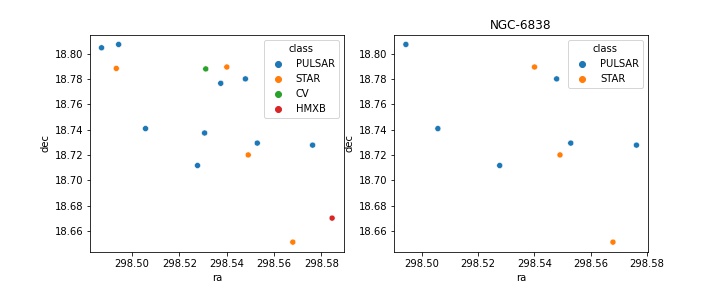 NGC-6838
class
PULSAR
STAR
CV
HMXB
18.80
18.78
18.76
18.74
18.72
18.70
18.68
18.66
dec
298.50 298.52 298.54 298.56 298.58
ra
class
PULSAR
STAR
18.80
18.78
18.76
18.74
18.72
18.70
18.68
18.66
dec
298.50 298.52 298.54 298.56 298.58
ra